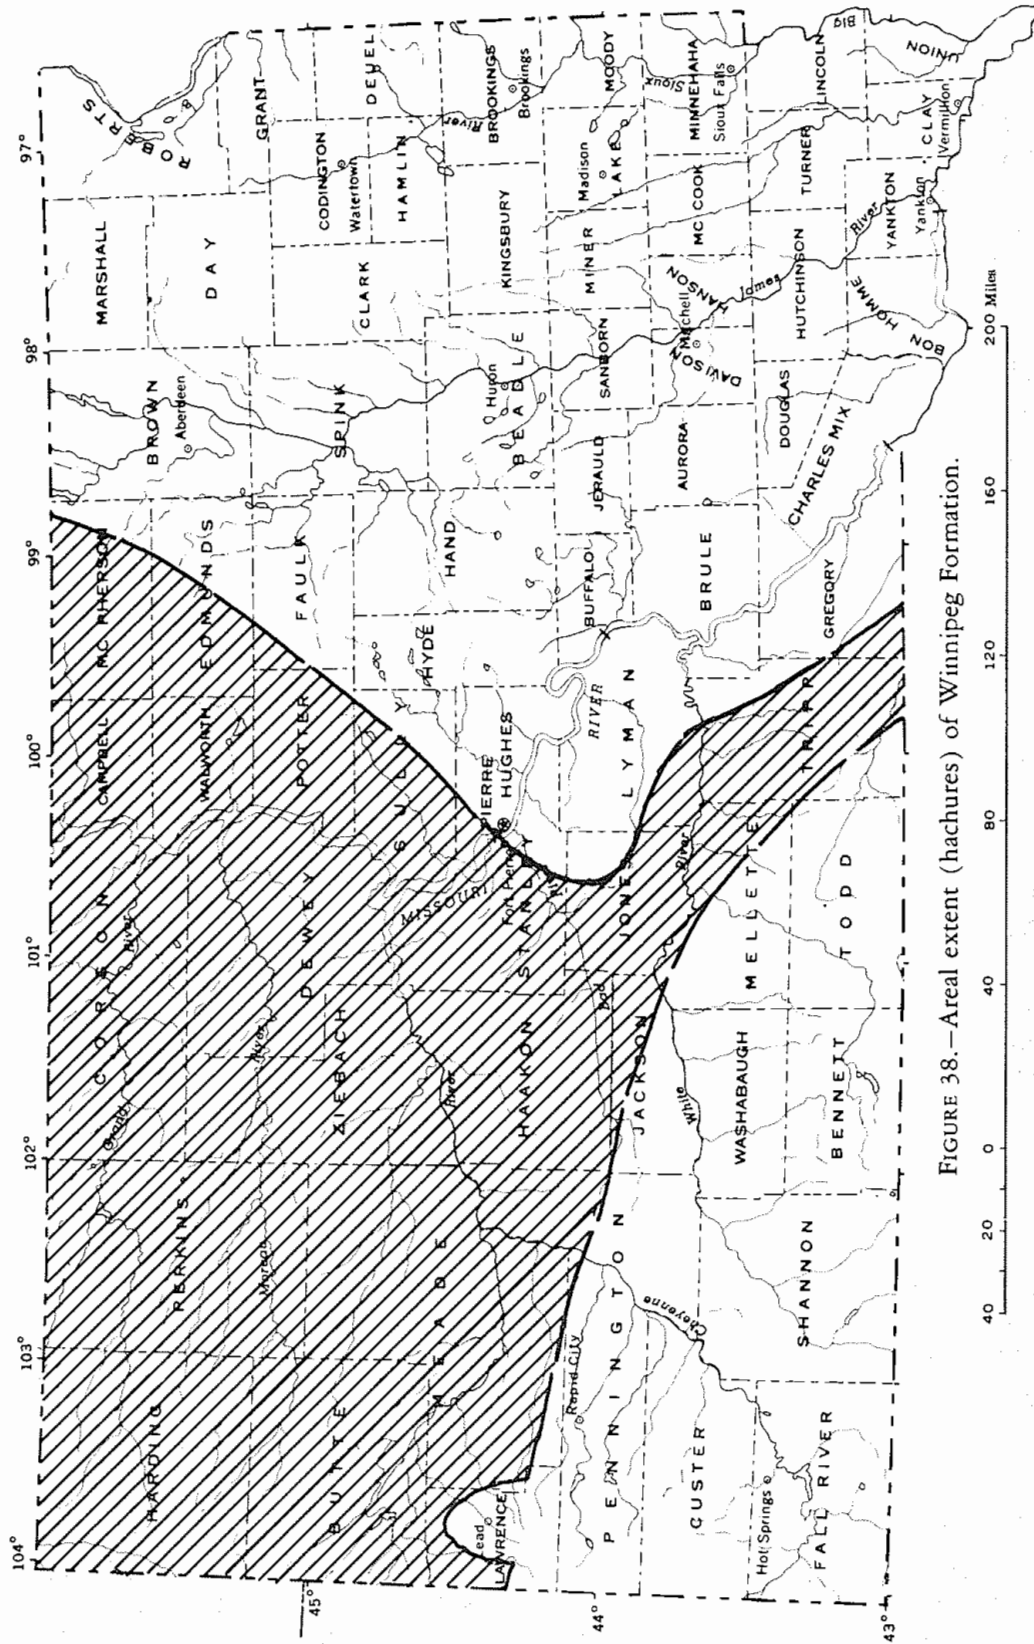 104°
103°
102°
101°
100°
99°
98°
97°
45°
44°
43°
HARDING
PERKINS
CORSON
CAMPBELL
MC PHERSON
BROWN
Aberdeen
MARSHALL
ROBERTS
DAY
GRANT
Grand
River
Moreau
River
BUTTE
MEADE
ZIEBACH
DEWEY
WALWORTH
EDMUNDS
POTTER
FAULK
SPINK
CLARK
CODINGTON
Watertown
DEUEL
HAMLIN
River
SULLY
MISSOURI
HYDE
HAND
BEADLE
Huron
KINGSBURY
BROOKINGS
Brookings
River
Lead
LAWRENCE
HAAKON
STANLEY
Fort Pierre
PIERRE
HUGHES
RIVER
BUFFALO
JERAULD
SANBORN
MINER
Madison
LAKE
MOODY
Rapid City
PENNINGTON
Cheyenne
Bad
JACKSON
JONES
LYMAN
River
BRULE
AURORA
DAVISON
Mitchell
HANSON
James
MC COOK
MINNEHAHA
Sioux Falls
Sioux
CUSTER
White
WASHABAUGH
MELLETTE
TRIPP
GREGORY
CHARLES MIX
DOUGLAS
HUTCHINSON
TURNER
LINCOLN
BIG
Hot Springs
FALL RIVER
SHANNON
BENNETT
TODD
BON HOMME
River
YANKTON
Yankton
CLAY
Vermillion
UNION
40
20
0
40
80
120
160
200 Miles
FIGURE 38.—Areal extent (hachures) of Winnipeg Formation.